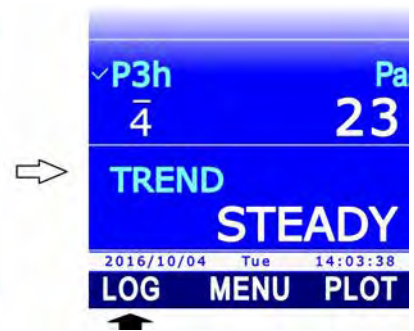 P3h Pa
4 23
TREND
STEADY
2016/10/04 Tue 14:03:38
LOG MENU PLOT